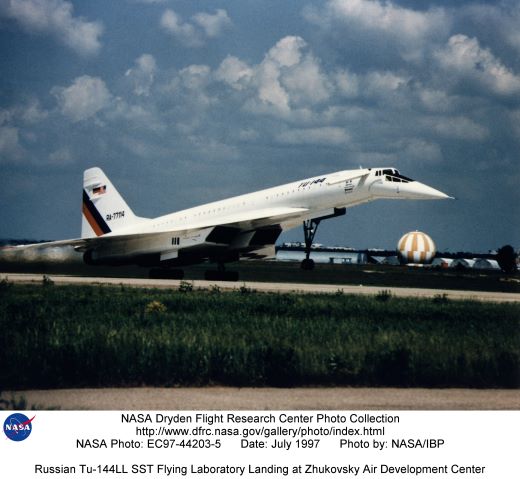 TU-144
RA-77114
NASA
NASA Dryden Flight Research Center Photo Collection
http://www.dfrc.nasa.gov/gallery/photo/index.html
NASA Photo: EC97-44203-5 Date: July 1997 Photo by: NASA/IBP
Russian Tu-144LL SST Flying Laboratory Landing at Zhukovsky Air Development Center